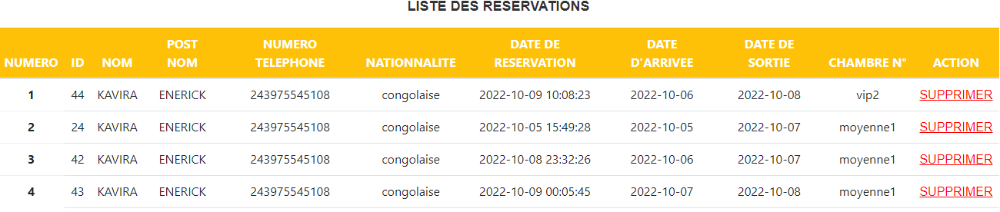 LISTE DES RESERVATIONS
NUMERO ID NOM POST NOM NUMERO TELEPHONE NATIONNALITE DATE DE RESERVATION DATE D'ARRIVEE DATE DE SORTIE CHAMBRE N° ACTION
1 44 KAVIRA ENERICK 243975545108 congolaise 2022-10-09 10:08:23 2022-10-06 2022-10-08 vip2 SUPPRIMER
2 24 KAVIRA ENERICK 243975545108 congolaise 2022-10-05 15:49:28 2022-10-05 2022-10-07 moyenne1 SUPPRIMER
3 42 KAVIRA ENERICK 243975545108 congolaise 2022-10-08 23:32:26 2022-10-06 2022-10-07 moyenne1 SUPPRIMER
4 43 KAVIRA ENERICK 243975545108 congolaise 2022-10-09 00:05:45 2022-10-07 2022-10-08 moyenne1 SUPPRIMER